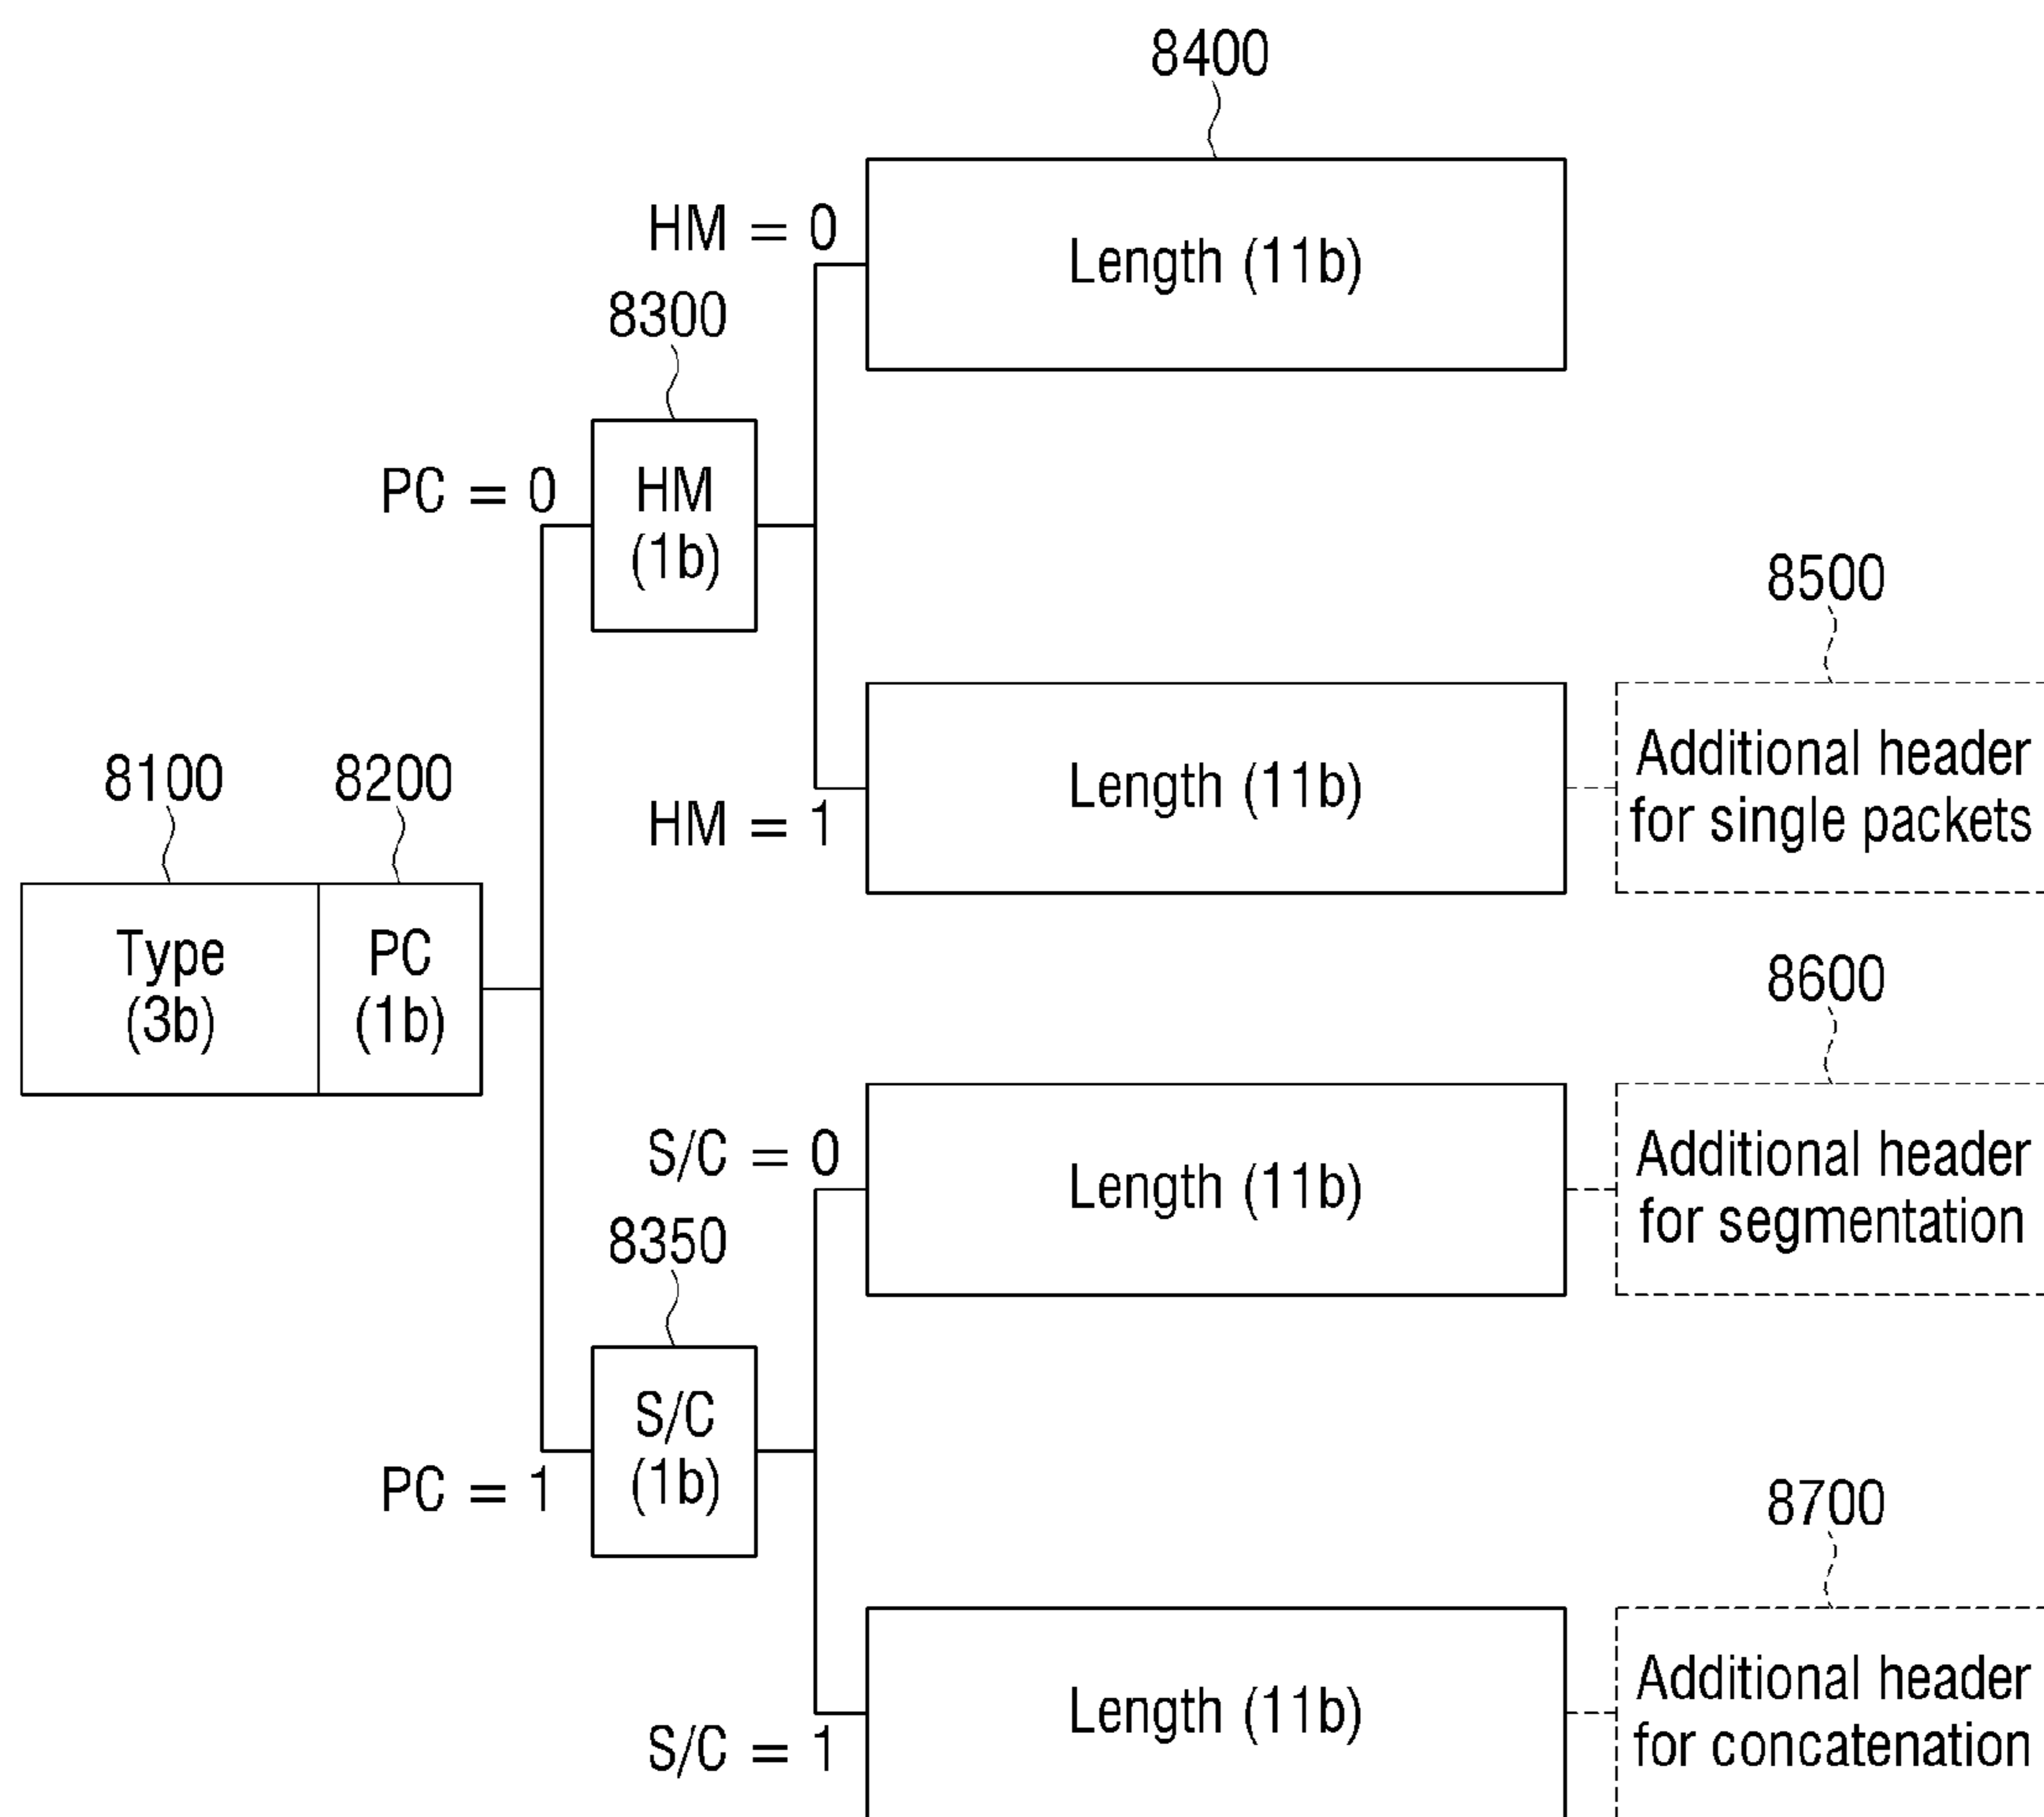 8400
HM = 0
Length (11b)
8300
PC = 0
HM
(1b)
8500
HM = 1
Length (11b)
Additional header
for single packets
8100
8200
Type
(3b)
PC
(1b)
8600
S/C = 0
Length (11b)
Additional header
for segmentation
8350
PC = 1
S/C
(1b)
8700
S/C = 1
Length (11b)
Additional header
for concatenation